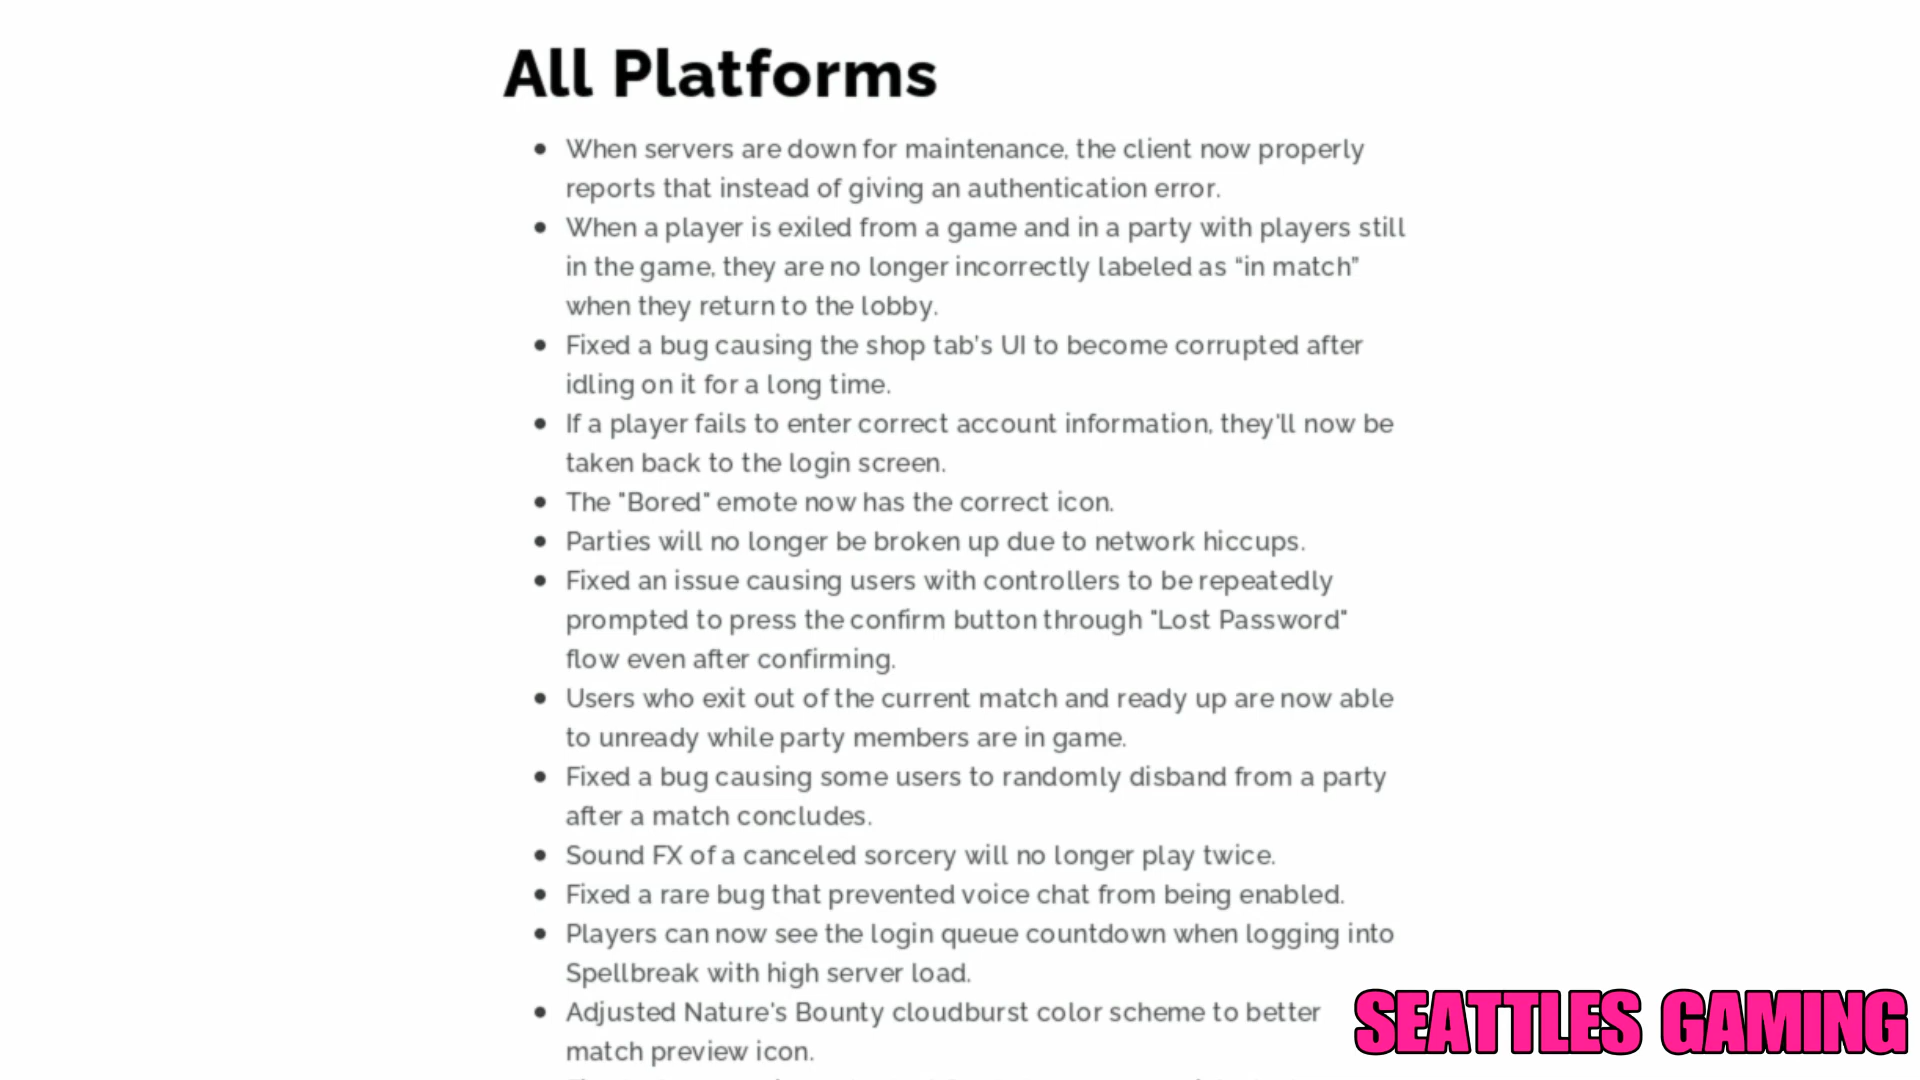 All Platforms
When servers are down for maintenance, the client now properly
reports that instead of giving an authentication error.
When a player is exiled from a game and in a party with players still
in the game, they are no longer incorrectly labeled as “in match”
when they return to the lobby.
Fixed a bug causing the shop tab's UI to become corrupted after
idling on it for a long time.
If a player fails to enter correct account information, they'll now be
taken back to the login screen.
The "Bored" emote now has the correct icon.
Parties will no longer be broken up due to network hiccups.
Fixed an issue causing users with controllers to be repeatedly
prompted to press the confirm button through "Lost Password"
flow even after confirming.
Users who exit out of the current match and ready up are now able
to unready while party members are in game.
Fixed a bug causing some users to randomly disband from a party
after a match concludes.
Sound FX of a canceled sorcery will no longer play twice.
Fixed a rare bug that prevented voice chat from being enabled.
Players can now see the login queue countdown when logging into
Spellbreak with high server load.
Adjusted Nature's Bounty cloudburst color scheme to better
match preview icon.
SEATTLES GAMING